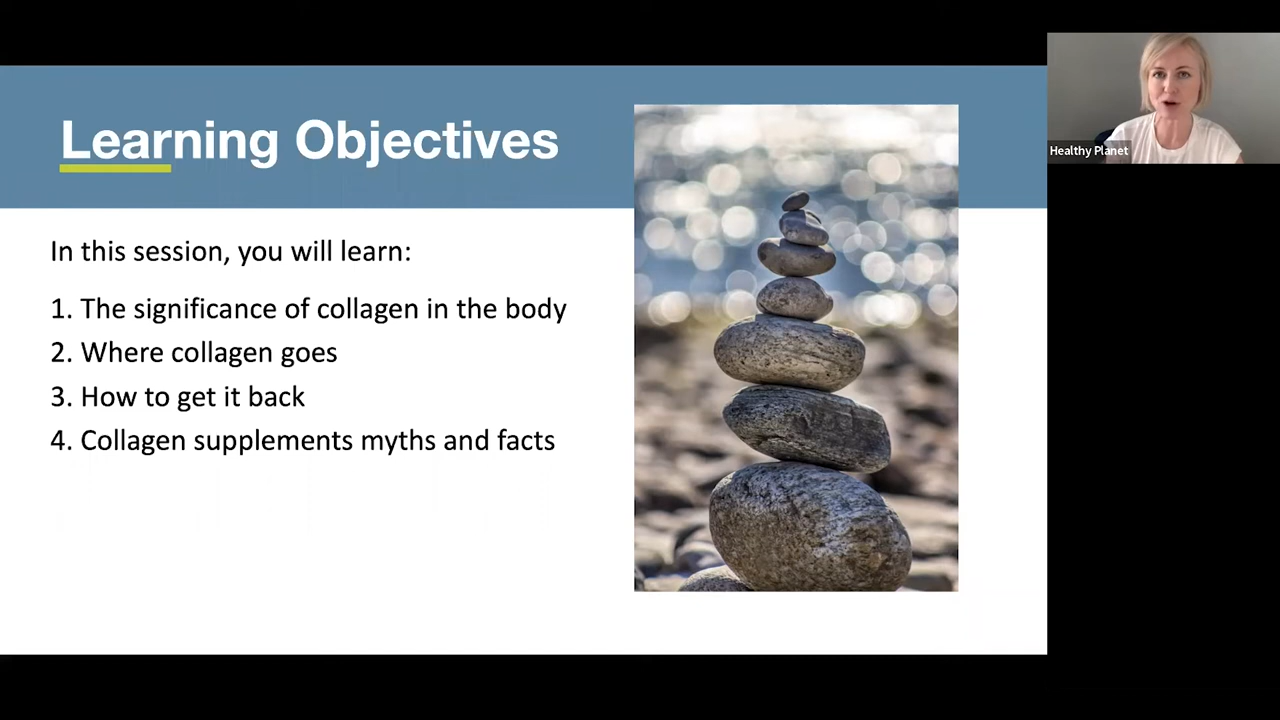 Learning Objectives
In this session, you will learn:
1. The significance of collagen in the body
2. Where collagen goes
3. How to get it back
4. Collagen supplements myths and facts
Healthy Planet